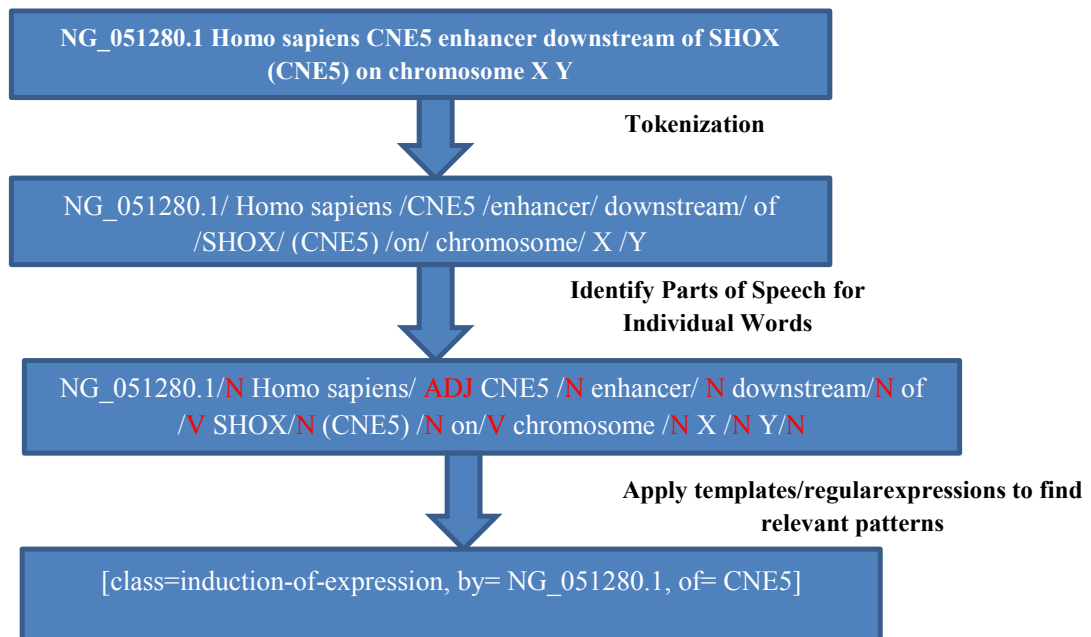 NG_051280.1 Homo sapiens CNE5 enhancer downstream of SHOX
(CNE5) on chromosome X Y
Tokenization
NG_051280.1/ Homo sapiens /CNE5 /enhancer/ downstream/ of
/SHOX/ (CNE5) /on/ chromosome/ X /Y
Identify Parts of Speech for
Individual Words
NG_051280.1/N Homo sapiens/ ADJ CNE5 /N enhancer/ N downstream/N of
/V SHOX/N (CNE5) /N on/V chromosome /N X /N Y/N
Apply templates/regularexpressions to find
relevant patterns
[class=induction-of-expression, by= NG_051280.1, of= CNE5]